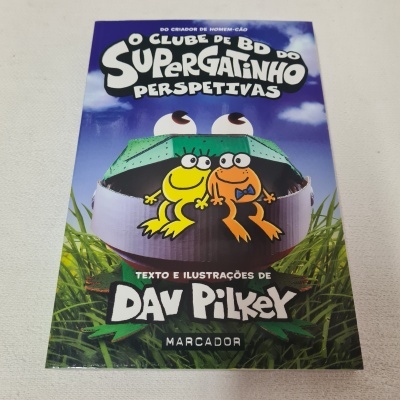 DO CRIADOR DE HOMEM-CÃO
O CLUBE DE BD DO
SUPERGATINHO
PERSPETIVAS
TEXTO E ILUSTRAÇÕES DE
DAV PILKEY
MARCADOR